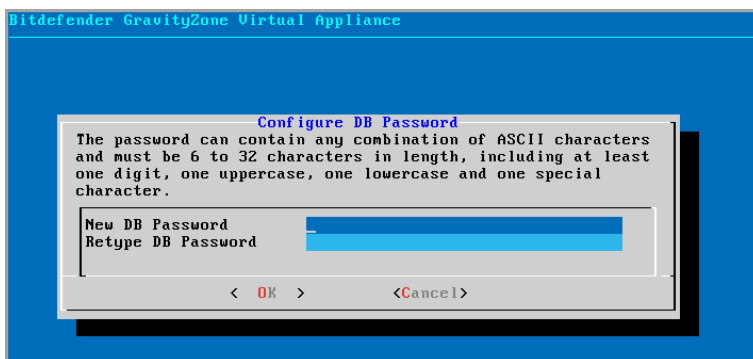 Bitdefender GravityZone Virtual Appliance
Configure DB Password
The password can contain any combination of ASCII characters
and must be 6 to 32 characters in length, including at least
one digit, one uppercase, one lowercase and one special
character.
New DB Password
Retype DB Password
< OK > <Cancel>